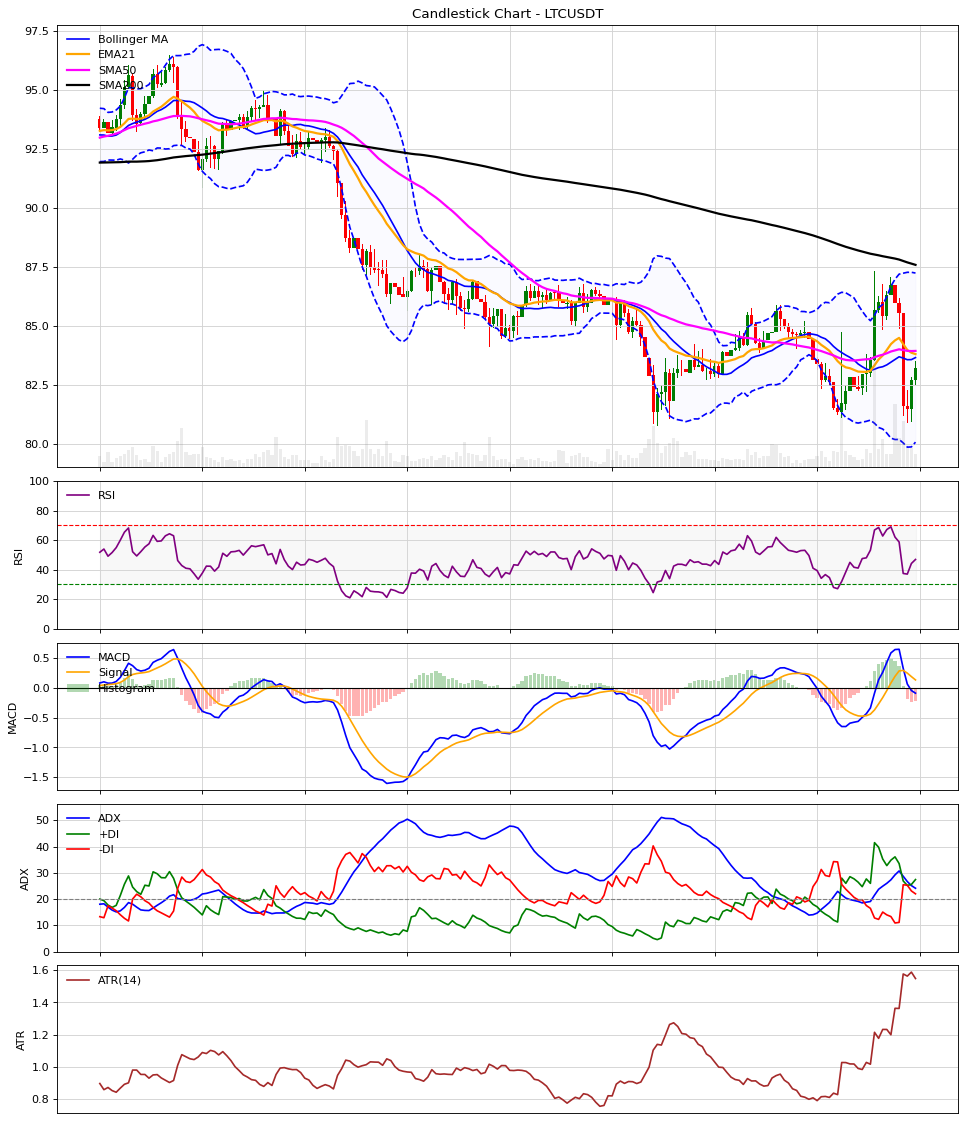 Candlestick Chart - LTCUSDT
97.5
95.0
92.5
90.0
87.5
85.0
82.5
80.0
Bollinger MA
EMA21
SMA50
SMA200
100
80
60
40
20
0
RSI
RSI
0.5
0.0
−0.5
−1.0
−1.5
MACD
MACD
Signal
Histogram
50
40
30
20
10
0
ADX
ADX
+DI
-DI
1.6
1.4
1.2
1.0
0.8
ATR
ATR(14)